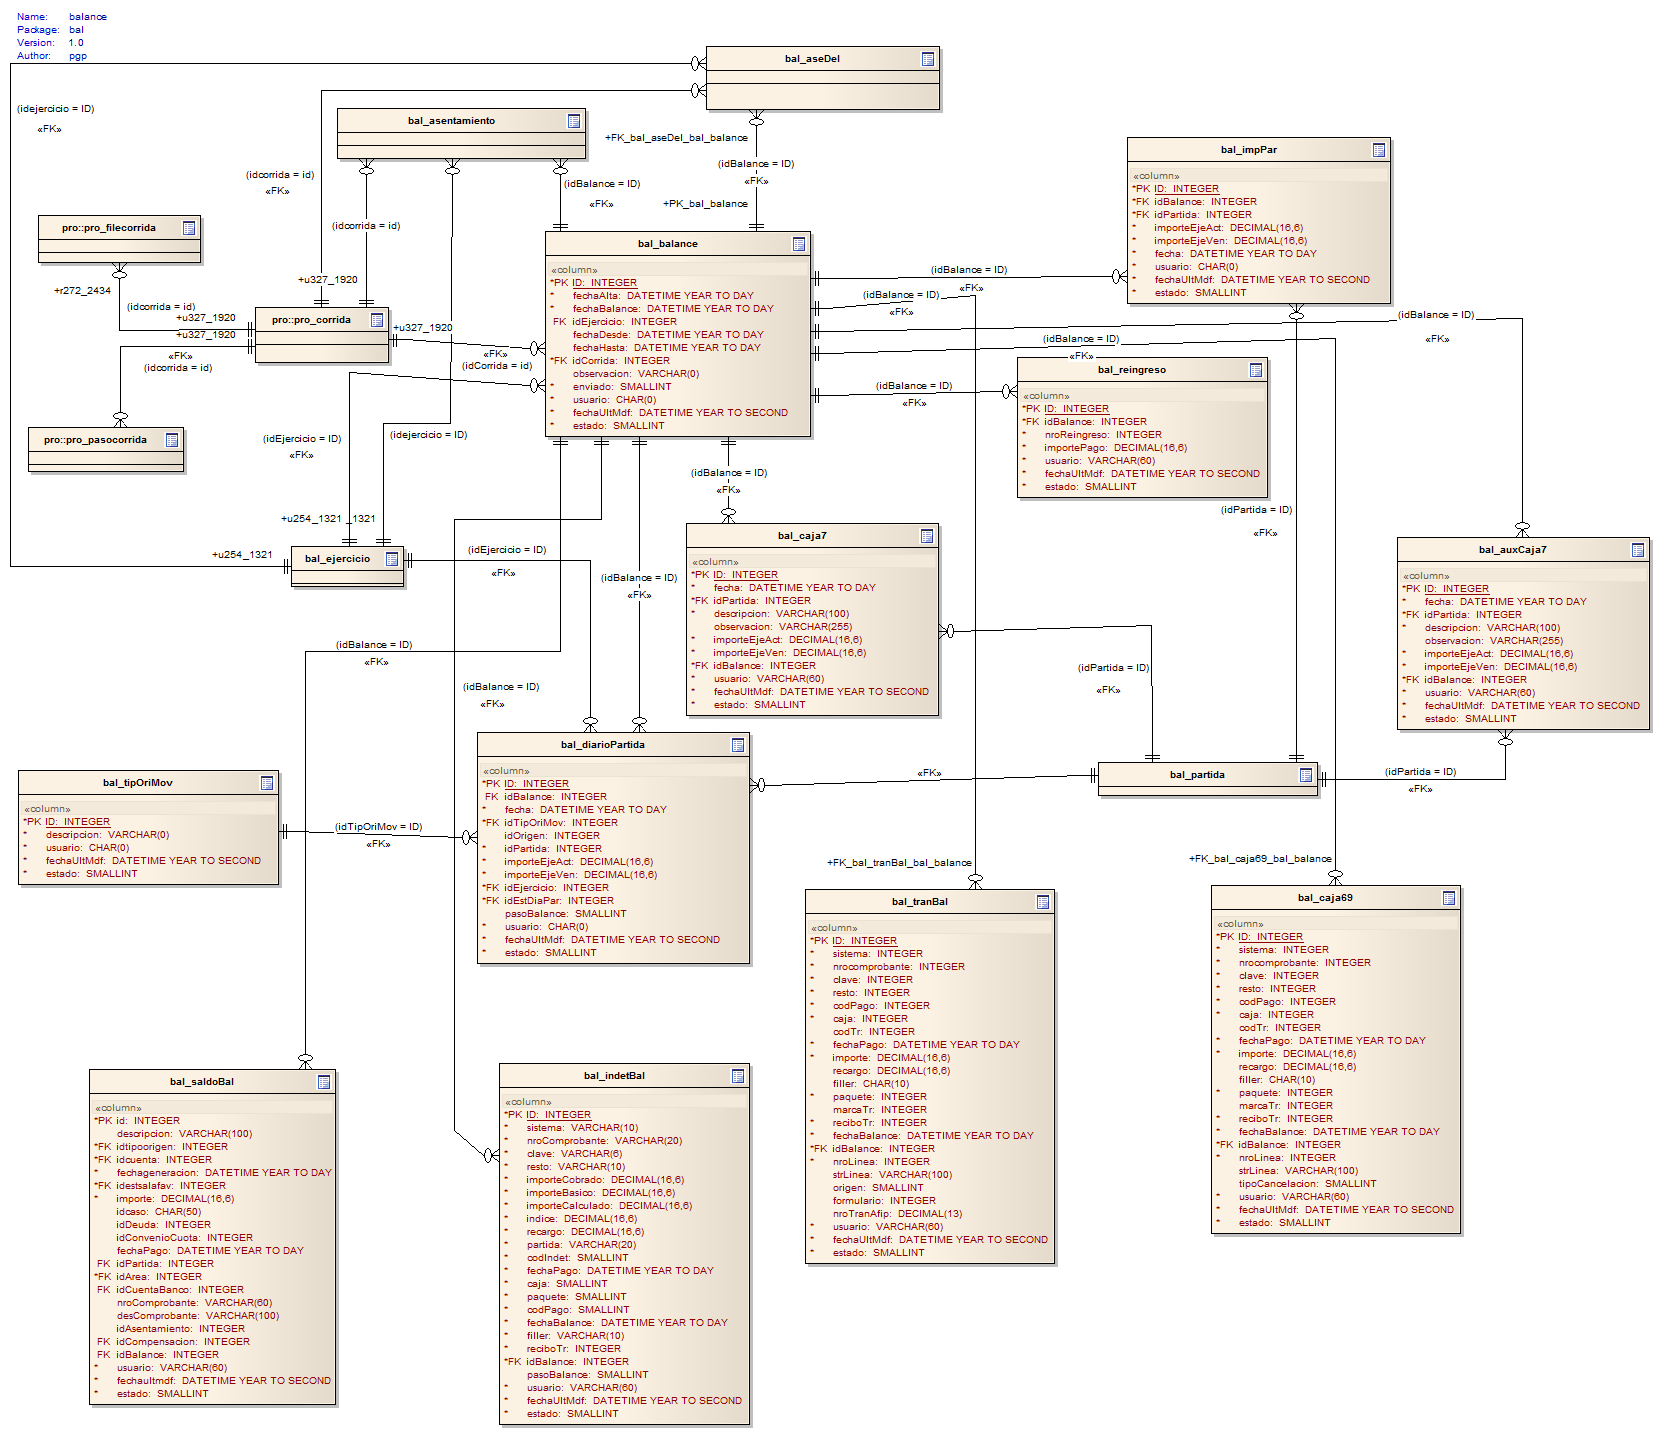 Name: balance
Package: bal
Version: 1.0
Author: pgp
bal_aseDel
(idejercicio = ID)
«FK»
bal_asentamiento
+FK_bal_aseDel_bal_balance
(idBalance = ID)
«FK»
+PK_bal_balance
(idcorrida = id)
«FK»
(idBalance = ID)
«FK»
(idcorrida = id)
bal_impPar
«column»
*PK ID: INTEGER
*FK idBalance: INTEGER
*FK idPartida: INTEGER
* importeEjeAct: DECIMAL(16,6)
* importeEjeVen: DECIMAL(16,6)
* fecha: DATETIME YEAR TO DAY
* usuario: CHAR(0)
* fechaUltMdf: DATETIME YEAR TO SECOND
* estado: SMALLINT
pro::pro_filecorrida
+r272_2434
(idcorrida = id)
+u327_1920
+u327_1920
+u327_1920
«FK»
(idcorrida = id)
pro::pro_corrida
+u327_1920
«FK»
(idCorrida = id)
pro::pro_pasocorrida
bal_balance
«column»
*PK ID: INTEGER
* fechaAlta: DATETIME YEAR TO DAY
* fechaBalance: DATETIME YEAR TO DAY
FK idEjercicio: INTEGER
* fechaDesde: DATETIME YEAR TO DAY
* fechaHasta: DATETIME YEAR TO DAY
*FK idCorrida: INTEGER
observacion: VARCHAR(0)
* enviado: SMALLINT
* usuario: CHAR(0)
* fechaUltMdf: DATETIME YEAR TO SECOND
* estado: SMALLINT
(idBalance = ID)
«FK»
(idBalance = ID)
«FK»
(idBalance = ID)
«FK»
(idBalance = ID)
«FK»
(idBalance = ID)
«FK»
bal_reingreso
«column»
*PK ID: INTEGER
*FK idBalance: INTEGER
* nroReingreso: INTEGER
* importePago: DECIMAL(16,6)
* usuario: VARCHAR(60)
* fechaUltMdf: DATETIME YEAR TO SECOND
* estado: SMALLINT
(idEjercicio = ID)
«FK»
(idejercicio = ID)
+u254_1321
_1321
+u254_1321
bal_ejercicio
(idEjercicio = ID)
«FK»
(idBalance = ID)
«FK»
(idBalance = ID)
«FK»
(idBalance = ID)
«FK»
(idBalance = ID)
«FK»
(idPartida = ID)
«FK»
bal_caja7
«column»
*PK ID: INTEGER
* fecha: DATETIME YEAR TO DAY
*FK idPartida: INTEGER
* descripcion: VARCHAR(100)
observacion: VARCHAR(255)
* importeEjeAct: DECIMAL(16,6)
* importeEjeVen: DECIMAL(16,6)
*FK idBalance: INTEGER
* usuario: VARCHAR(60)
* fechaUltMdf: DATETIME YEAR TO SECOND
* estado: SMALLINT
bal_auxCaja7
«column»
*PK ID: INTEGER
* fecha: DATETIME YEAR TO DAY
*FK idPartida: INTEGER
* descripcion: VARCHAR(100)
observacion: VARCHAR(255)
* importeEjeAct: DECIMAL(16,6)
* importeEjeVen: DECIMAL(16,6)
*FK idBalance: INTEGER
* usuario: VARCHAR(60)
* fechaUltMdf: DATETIME YEAR TO SECOND
* estado: SMALLINT
(idPartida = ID)
«FK»
bal_tipOriMov
«column»
*PK ID: INTEGER
* descripcion: VARCHAR(0)
* usuario: CHAR(0)
* fechaUltMdf: DATETIME YEAR TO SECOND
* estado: SMALLINT
(idTipOriMov = ID)
«FK»
bal_diarioPartida
«column»
*PK ID: INTEGER
FK idBalance: INTEGER
* fecha: DATETIME YEAR TO DAY
*FK idTipOriMov: INTEGER
idOrigen: INTEGER
*FK idPartida: INTEGER
* importeEjeAct: DECIMAL(16,6)
* importeEjeVen: DECIMAL(16,6)
*FK idEjercicio: INTEGER
*FK idEstDiaPar: INTEGER
pasoBalance: SMALLINT
* usuario: CHAR(0)
* fechaUltMdf: DATETIME YEAR TO SECOND
* estado: SMALLINT
«FK»
bal_partida
(idPartida = ID)
«FK»
+FK_bal_tranBal_bal_balance
+FK_bal_caja69_bal_balance
bal_tranBal
«column»
*PK ID: INTEGER
* sistema: INTEGER
* nrocomprobante: INTEGER
* clave: INTEGER
* resto: INTEGER
* codPago: INTEGER
* caja: INTEGER
codTr: INTEGER
* fechaPago: DATETIME YEAR TO DAY
* importe: DECIMAL(16,6)
* recargo: DECIMAL(16,6)
filler: CHAR(10)
* paquete: INTEGER
marcaTr: INTEGER
* reciboTr: INTEGER
* fechaBalance: DATETIME YEAR TO DAY
*FK idBalance: INTEGER
* nroLinea: INTEGER
strLinea: VARCHAR(100)
origen: SMALLINT
formulario: INTEGER
nroTranAfip: DECIMAL(13)
* usuario: VARCHAR(60)
* fechaUltMdf: DATETIME YEAR TO SECOND
* estado: SMALLINT
bal_caja69
«column»
*PK ID: INTEGER
* sistema: INTEGER
* nrocomprobante: INTEGER
* clave: INTEGER
* resto: INTEGER
* codPago: INTEGER
* caja: INTEGER
codTr: INTEGER
* fechaPago: DATETIME YEAR TO DAY
* importe: DECIMAL(16,6)
* recargo: DECIMAL(16,6)
filler: CHAR(10)
* paquete: INTEGER
marcaTr: INTEGER
* reciboTr: INTEGER
* fechaBalance: DATETIME YEAR TO DAY
*FK idBalance: INTEGER
* nroLinea: INTEGER
strLinea: VARCHAR(100)
tipoCancelacion: SMALLINT
* usuario: VARCHAR(60)
* fechaUltMdf: DATETIME YEAR TO SECOND
* estado: SMALLINT
bal_saldoBal
«column»
*PK id: INTEGER
descripcion: VARCHAR(100)
*FK idtipoorigen: INTEGER
*FK idcuenta: INTEGER
* fechageneracion: DATETIME YEAR TO DAY
*FK idestsalafav: INTEGER
* importe: DECIMAL(16,6)
idcaso: CHAR(50)
idDeuda: INTEGER
idConvenioCuota: INTEGER
fechaPago: DATETIME YEAR TO DAY
FK idPartida: INTEGER
*FK idArea: INTEGER
FK idCuentaBanco: INTEGER
nroComprobante: VARCHAR(60)
desComprobante: VARCHAR(100)
idAsentamiento: INTEGER
FK idCompensacion: INTEGER
FK idBalance: INTEGER
* usuario: VARCHAR(60)
* fechaultmdf: DATETIME YEAR TO SECOND
* estado: SMALLINT
bal_indetBal
«column»
*PK ID: INTEGER
* sistema: VARCHAR(10)
* nroComprobante: VARCHAR(20)
* clave: VARCHAR(6)
* resto: VARCHAR(10)
* importeCobrado: DECIMAL(16,6)
* importeBasico: DECIMAL(16,6)
* importeCalculado: DECIMAL(16,6)
* indice: DECIMAL(16,6)
* recargo: DECIMAL(16,6)
* partida: VARCHAR(20)
* codIndet: SMALLINT
* fechaPago: DATETIME YEAR TO DAY
* caja: SMALLINT
* paquete: SMALLINT
* codPago: SMALLINT
* fechaBalance: DATETIME YEAR TO DAY
* filler: VARCHAR(10)
* reciboTr: INTEGER
*FK idBalance: INTEGER
pasoBalance: SMALLINT
* usuario: VARCHAR(60)
* fechaUltMdf: DATETIME YEAR TO SECOND
* estado: SMALLINT